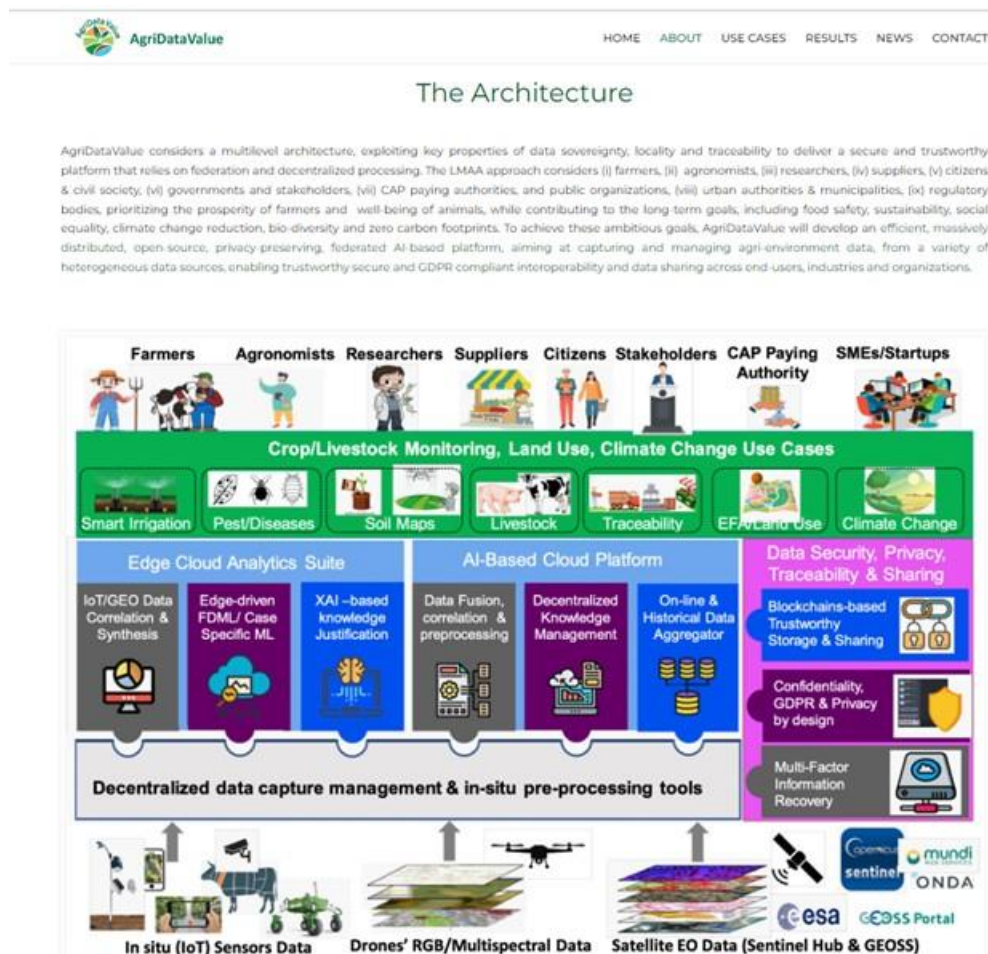 AgriDataValue
HOME ABOUT USE CASES RESULTS NEWS CONTACT
The Architecture
AgriDataValue considers a multilevel architecture, exploiting key properties of data sovereignty, locality and traceability to deliver a secure and trustworthy
platform that relies on federation and decentralized processing. The LMAA approach considers (i) farmers, (ii) agronomists, (iii) researchers, (iv) suppliers, (v) citizens
& civil society, (vi) governments and stakeholders, (vii) CAP paying authorities, and public organizations, (viii) urban authorities & municipalities, (ix) regulatory
bodies, prioritizing the prosperity of farmers and well-being of animals, while contributing to the long-term goals, including food safety, sustainability, social
equality, climate change reduction, bio-diversity and zero carbon footprints. To achieve these ambitious goals, AgriDataValue will develop an efficient, massively
distributed, open-source, privacy-preserving, federated AI-based platform, aiming at capturing and managing agri-environment data, from a variety of
heterogeneous data sources, enabling trustworthy secure and GDPR compliant interoperability and data sharing across end-users, industries and organizations.
Farmers Agronomists Researchers Suppliers Citizens Stakeholders CAP Paying SMEs/Startups
Authority
Crop/Livestock Monitoring, Land Use, Climate Change Use Cases
Smart Irrigation Pest/Diseases Soil Maps Livestock Traceability EFA/Land Use Climate Change
Edge Cloud Analytics Suite
IoT/GEO Data
Correlation &
Synthesis
Edge-driven
FDML/ Case
Specific ML
XAI –based
knowledge
Justification
AI-Based Cloud Platform
Data Fusion,
correlation &
preprocessing
Decentralized
Knowledge
Management
On-line &
Historical Data
Aggregator
Data Security, Privacy,
Traceability & Sharing
Blockchains-based
Trustworthy
Storage & Sharing
Confidentiality,
GDPR & Privacy
by design
Multi-Factor
Information
Recovery
Decentralized data capture management & in-situ pre-processing tools
In situ (IoT) Sensors Data
Drones' RGB/Multispectral Data
opernicus
sentinel
mundi
ONDA
esa
GEOSS Portal
Satellite EO Data (Sentinel Hub & GEOSS)